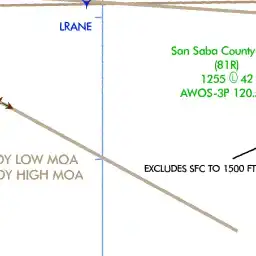 LRANE
San Saba County
(81R)
1255 Ⓛ 42
AWOS-3P 120.
DY LOW MOA
DY HIGH MOA
EXCLUDES SFC TO 1500 FT